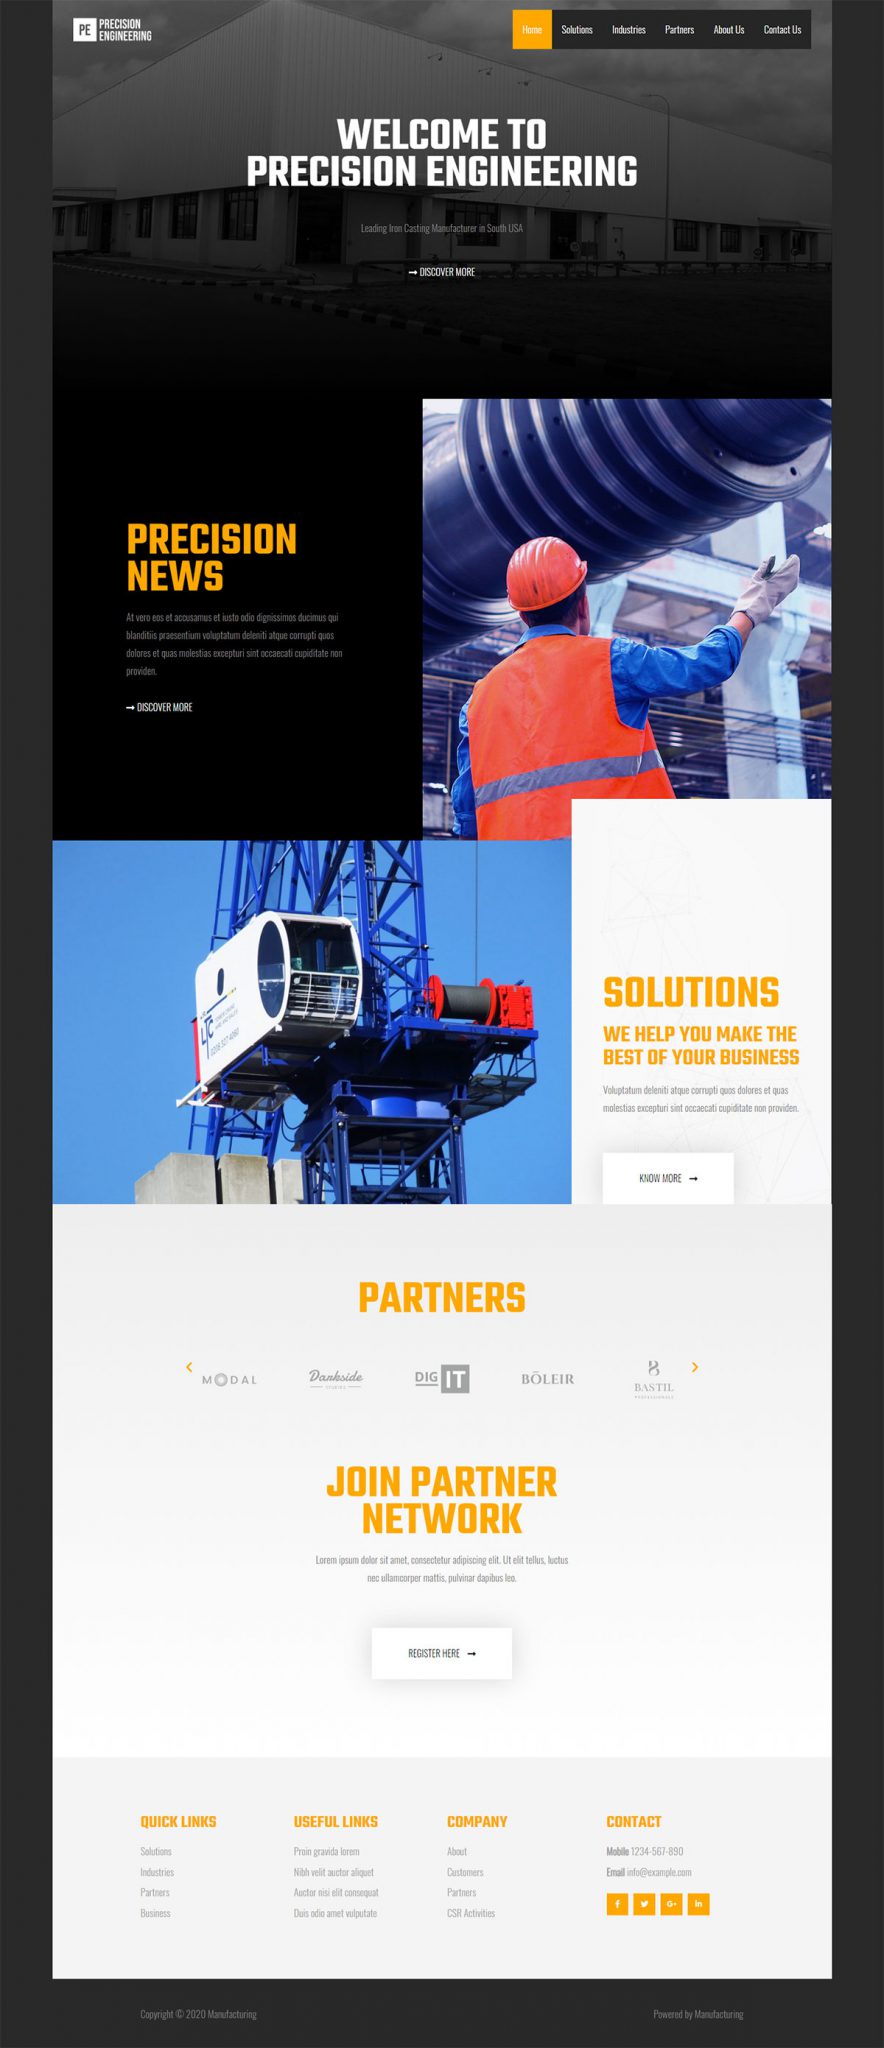 PE PRECISION
ENGINEERING
Home Solutions Industries Partners About Us Contact Us
WELCOME TO
PRECISION ENGINEERING
Leading Iron Casting Manufacturer in South USA
DISCOVER MORE
PRECISION
NEWS
At vero eos et accusamus et iusto odio dignissimos ducimus qui
blanditiis praesentium voluptatum deleniti atque corrupti quos
dolores et quas molestias excepturi sint occaecati cupiditate non
providen.
DISCOVER MORE
LTC
0208 327 4060
SOLUTIONS
WE HELP YOU MAKE THE
BEST OF YOUR BUSINESS
Voluptatum deleniti atque corrupti quos dolores et quas
molestias excepturi sint occaecati cupiditate non providen.
KNOW MORE
PARTNERS
MODAL
Darkside
STUDIOS
DIG IT
BŌLEIR
B
BASTIL
JOIN PARTNER
NETWORK
Lorem ipsum dolor sit amet, consectetur adipiscing elit. Ut elit tellus, luctus
nec ullamcorper mattis, pulvinar dapibus leo.
REGISTER HERE
QUICK LINKS
Solutions
Industries
Partners
Business
USEFUL LINKS
Proin gravida lorem
Nibh velit auctor aliquet
Auctor nisi elit consequat
Duis odio amet vulputate
COMPANY
About
Customers
Partners
CSR Activities
CONTACT
Mobile 1234-567-890
Email info@example.com
Copyright © 2020 Manufacturing
Powered by Manufacturing